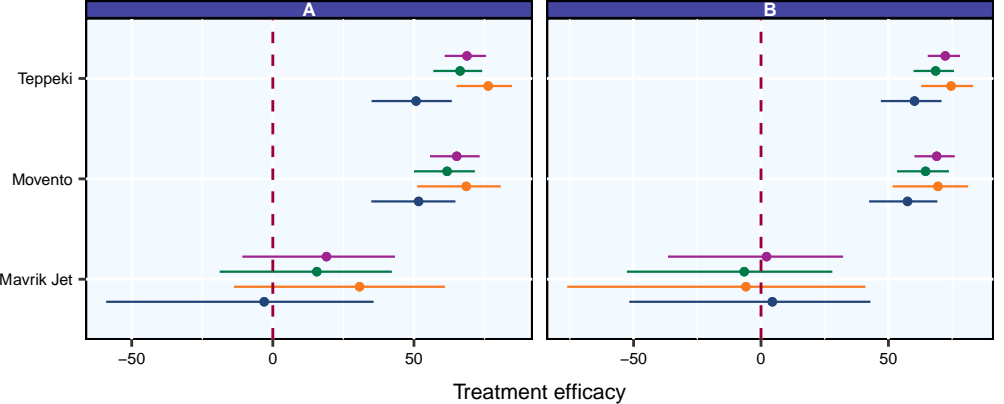 A
B
Teppeki
Movento
Mavrik Jet
−50
0
50
−50
0
50
Treatment efficacy